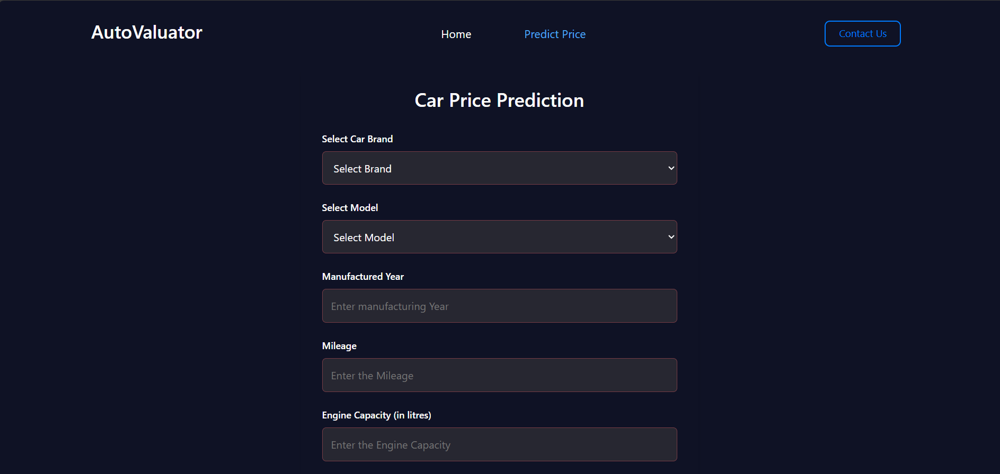 AutoValuator
Home
Predict Price
Contact Us
Car Price Prediction
Select Car Brand
Select Brand
Select Model
Select Model
Manufactured Year
Enter manufacturing Year
Mileage
Enter the Mileage
Engine Capacity (in litres)
Enter the Engine Capacity